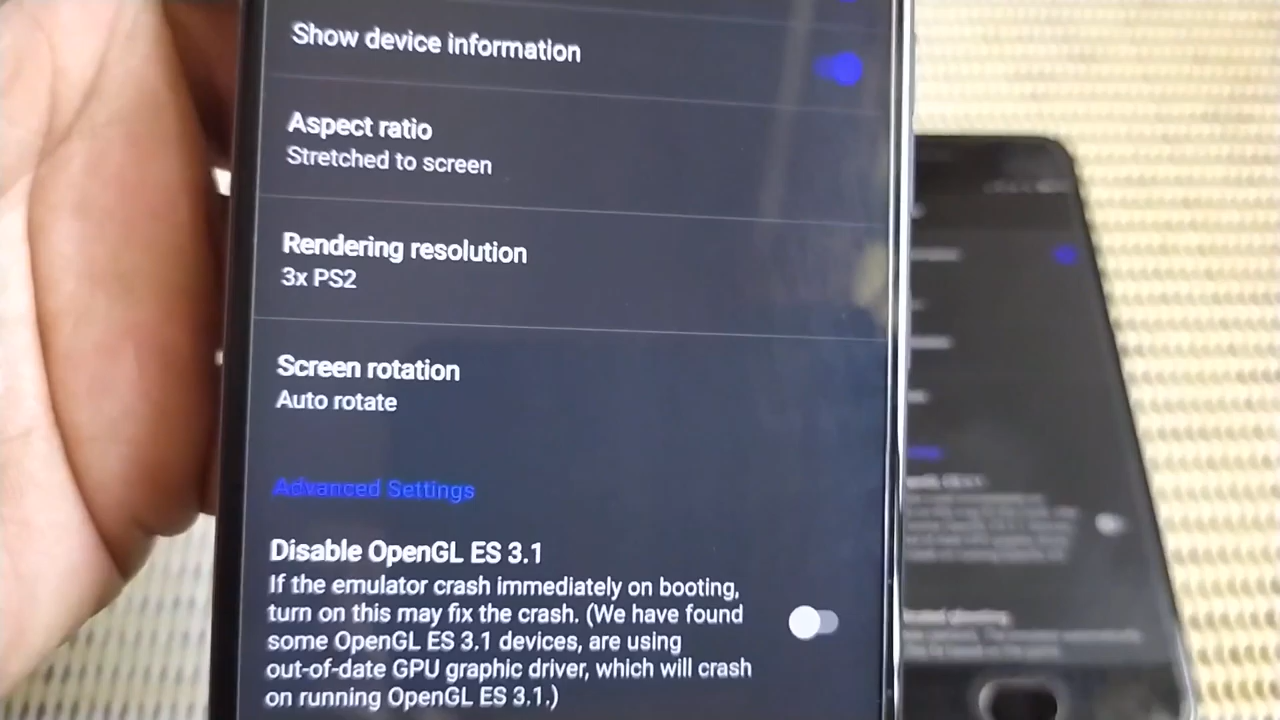 Show device information
Aspect ratio
Stretched to screen
Rendering resolution
3x PS2
Screen rotation
Auto rotate
Advanced Settings
Disable OpenGL ES 3.1
If the emulator crash immediately on booting,
turn on this may fix the crash. (We have found
some OpenGL ES 3.1 devices, are using
out-of-date GPU graphic driver, which will crash
on running OpenGL ES 3.1.)